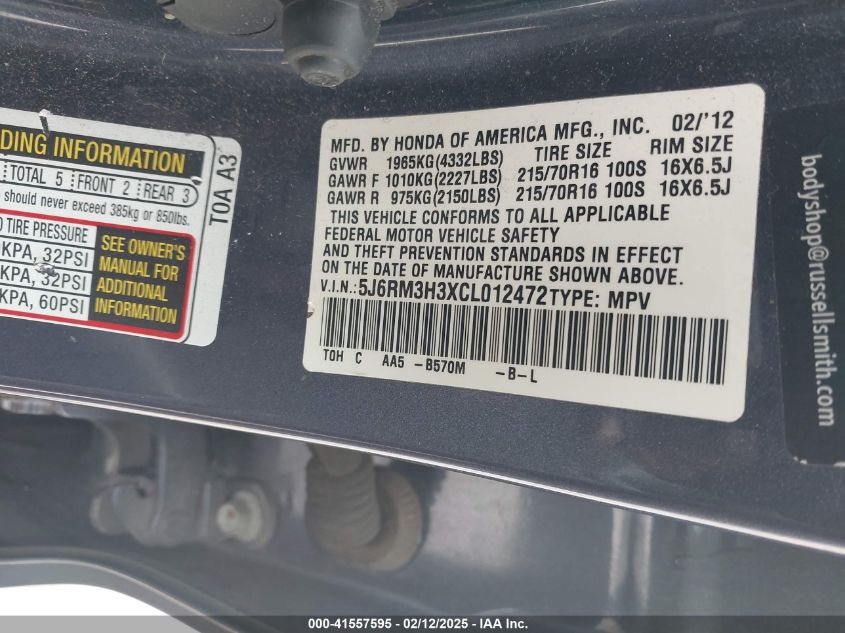 DING INFORMATION
TOTAL 5 FRONT 2 REAR 3
should never exceed 385kg or 850lbs.
TIRE PRESSURE
KPA, 32PSI
KPA, 32PSI
KPA, 60PSI
SEE OWNER'S
MANUAL FOR
ADDITIONAL
INFORMATION
T0A A3
MFD. BY HONDA OF AMERICA MFG., INC. 02/'12
GVWR 1965KG(4332LBS) TIRE SIZE RIM SIZE
GAWR F 1010KG(2227LBS) 215/70R16 100S 16X6.5J
GAWR R 975KG(2150LBS) 215/70R16 100S 16X6.5J
THIS VEHICLE CONFORMS TO ALL APPLICABLE
FEDERAL MOTOR VEHICLE SAFETY
AND THEFT PREVENTION STANDARDS IN EFFECT
ON THE DATE OF MANUFACTURE SHOWN ABOVE.
V.I.N.: 5J6RM3H3XCL012472 TYPE: MPV
T0H C AA5 -B570M -B-L
bodyshop@russellsmith.com
000-41557595 - 02/12/2025 - IAA Inc.